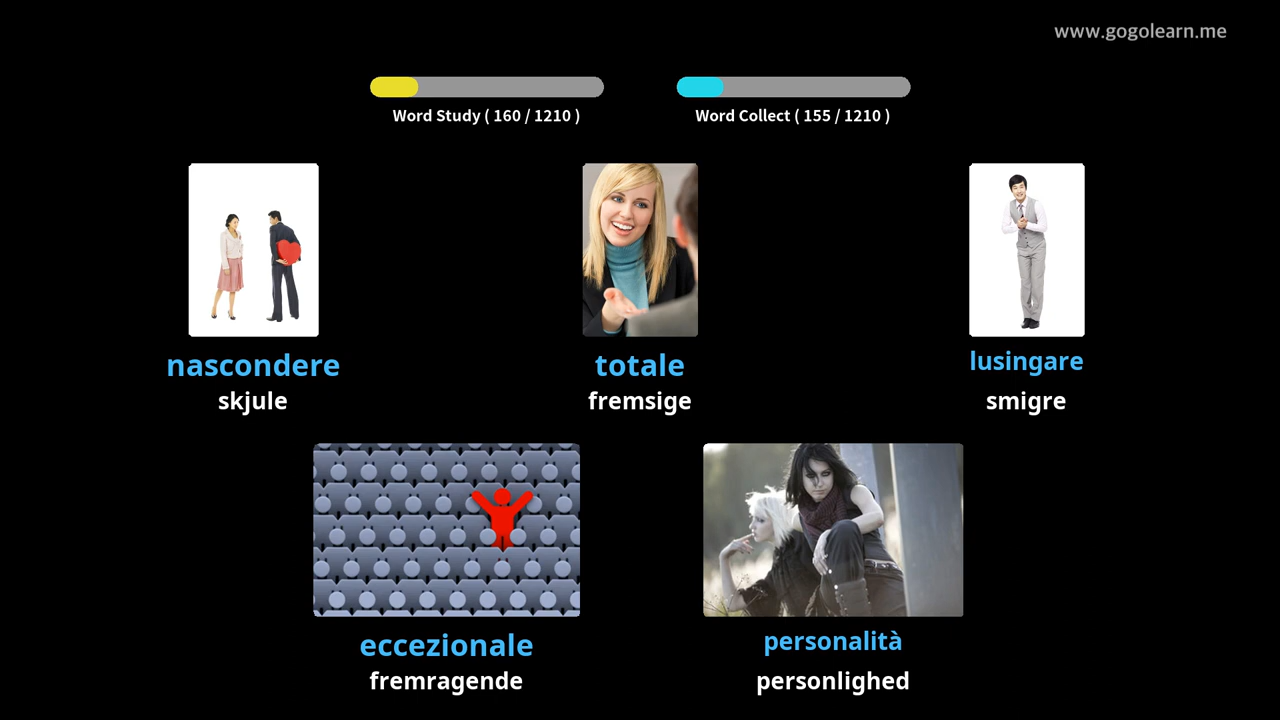 www.gogolearn.me
Word Study ( 160 / 1210 )
Word Collect ( 155 / 1210 )
nascondere
skjule
totale
fremsige
lusingare
smigre
eccezionale
fremragende
personalità
personlighed